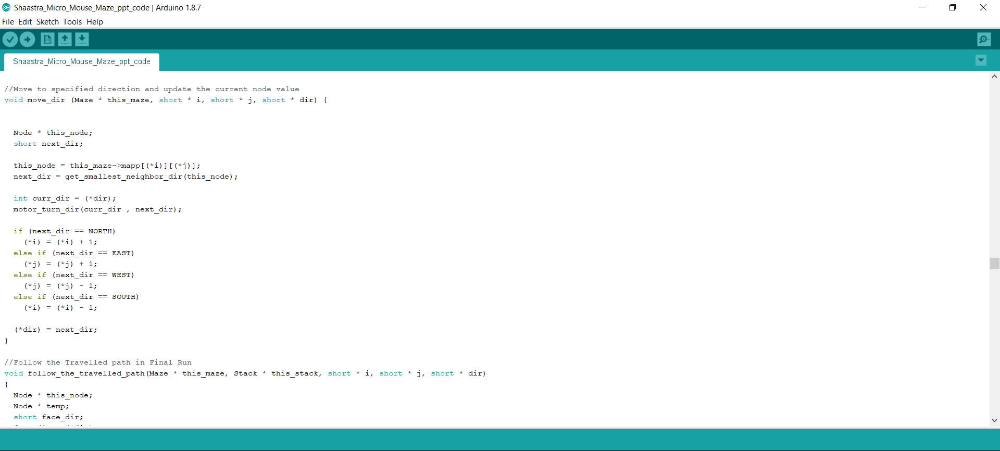 Shaastra_Micro_Mouse_Maze_ppt_code | Arduino 1.8.7
File Edit Sketch Tools Help
Shaastra_Micro_Mouse_Maze_ppt_code
//Move to specified direction and update the current node value
void move_dir (Maze * this_maze, short * i, short * j, short * dir) {
Node * this_node;
short next_dir;
this_node = this_maze->mapp[(*i)][(*j)];
next_dir = get_smallest_neighbor_dir(this_node);
int curr_dir = (*dir);
motor_turn_dir(curr_dir , next_dir);
if (next_dir == NORTH)
(*i) = (*i) + 1;
else if (next_dir == EAST)
(*j) = (*j) + 1;
else if (next_dir == WEST)
(*j) = (*j) - 1;
else if (next_dir == SOUTH)
(*i) = (*i) - 1;
(*dir) = next_dir;
}
//Follow the Travelled path in Final Run
void follow_the_travelled_path(Maze * this_maze, Stack * this_stack, short * i, short * j, short * dir)
{
Node * this_node;
Node * temp;
short face_dir;